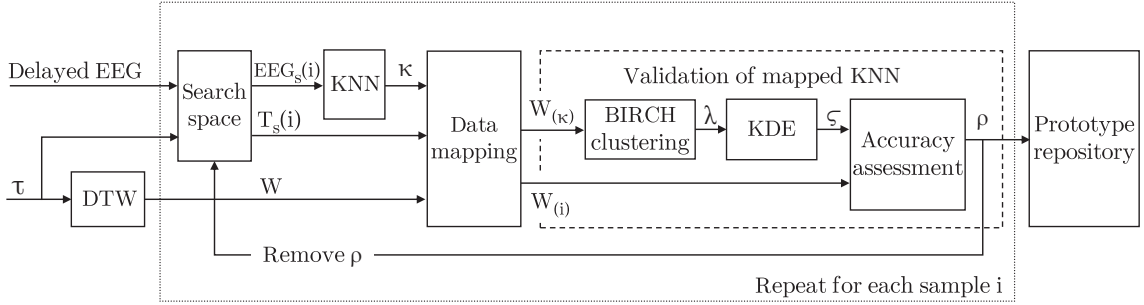 Delayed EEG
τ
DTW
Search
space
EEGs(i)
Ts(i)
W
KNN
κ
Data
mapping
Validation of mapped KNN
W(κ)
W(i)
BIRCH
clustering
λ
KDE
ς
Accuracy
assessment
ρ
Prototype
repository
Remove ρ
Repeat for each sample i